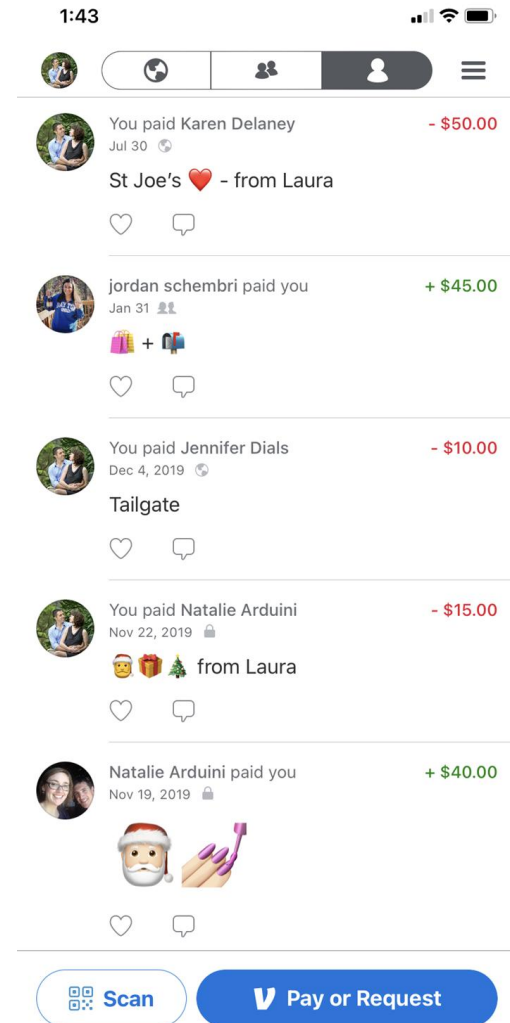 1:43
You paid Karen Delaney - $50.00
Jul 30
St Joe's ❤️ - from Laura
jordan schembri paid you + $45.00
Jan 31
🛍️ + 📬
You paid Jennifer Dials - $10.00
Dec 4, 2019
Tailgate
You paid Natalie Arduini - $15.00
Nov 22, 2019
🎅🎁🎄 from Laura
Natalie Arduini paid you + $40.00
Nov 19, 2019
🎅🏻💅🏻
Scan
Pay or Request